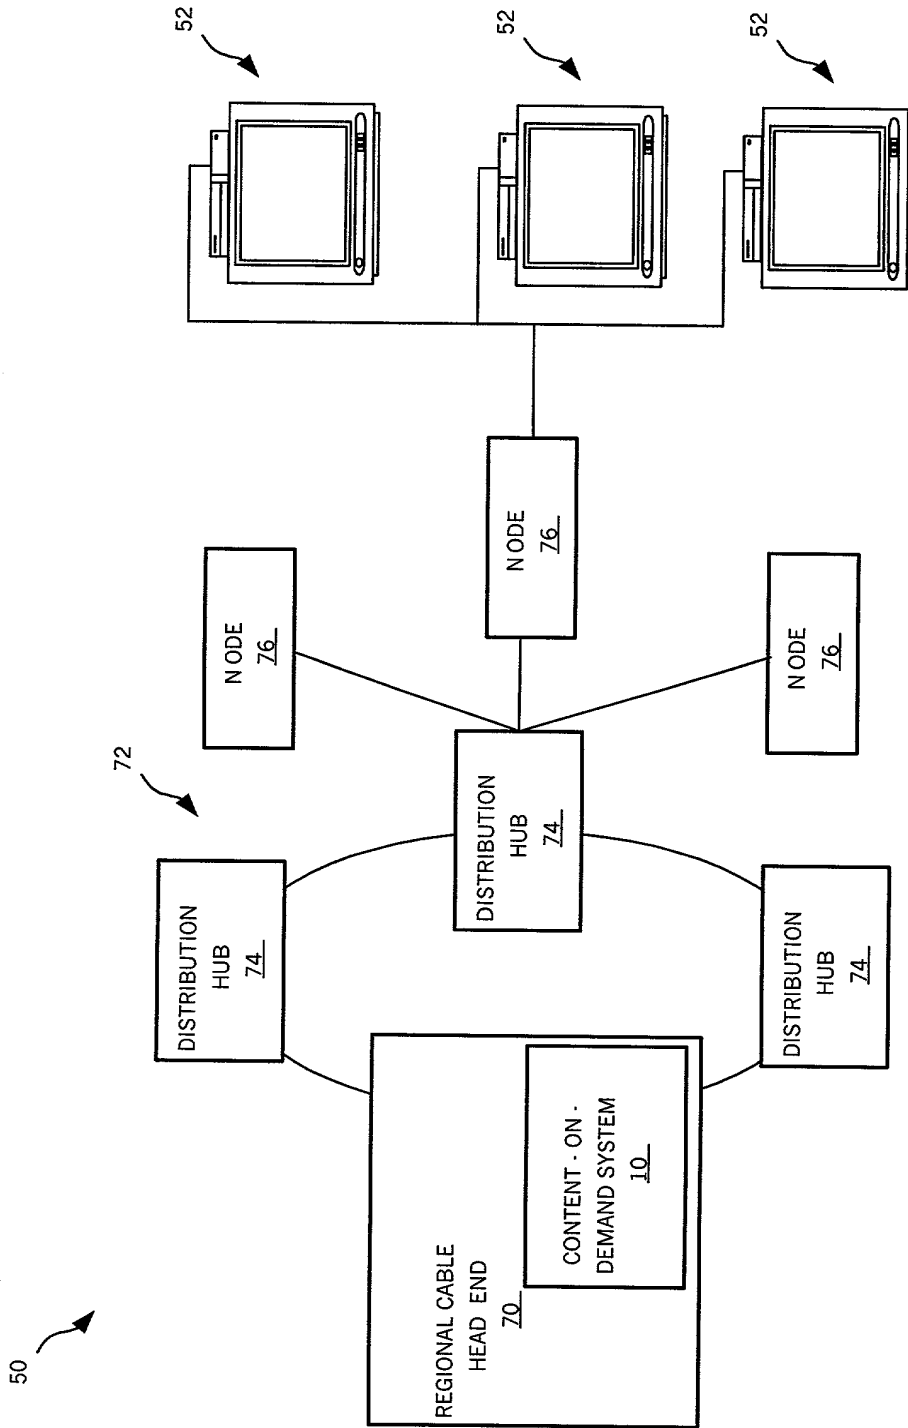 50
REGIONAL CABLE
HEAD END
70
CONTENT - ON -
DEMAND SYSTEM
10
72
DISTRIBUTION
HUB
74
DISTRIBUTION
HUB
74
DISTRIBUTION
HUB
74
NODE
76
NODE
76
NODE
76
52
52
52